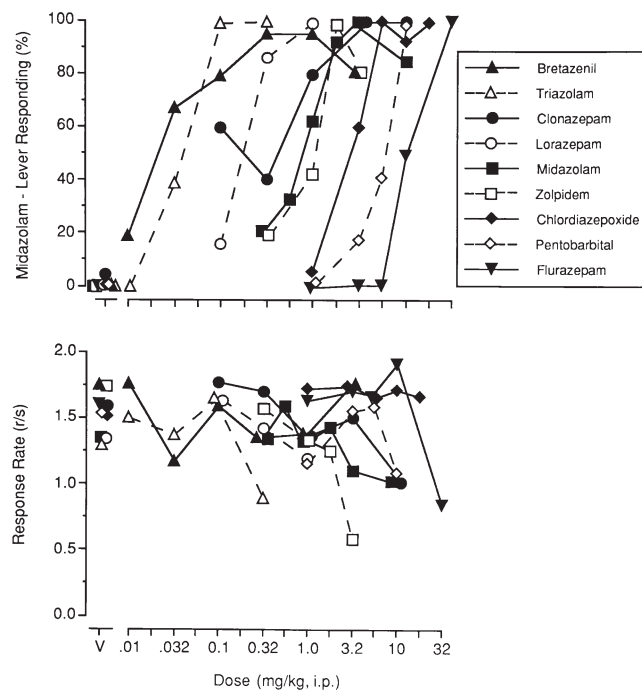 Midazolam - Lever Responding (%)
100
80
60
40
20
0
Bretazenil
Triazolam
Clonazepam
Lorazepam
Midazolam
Zolpidem
Chlordiazepoxide
Pentobarbital
Flurazepam
Response Rate (r/s)
2.0
1.5
1.0
0.5
0.0
V .01 .032 0.1 0.32 1.0 3.2 10 32
Dose (mg/kg, i.p.)